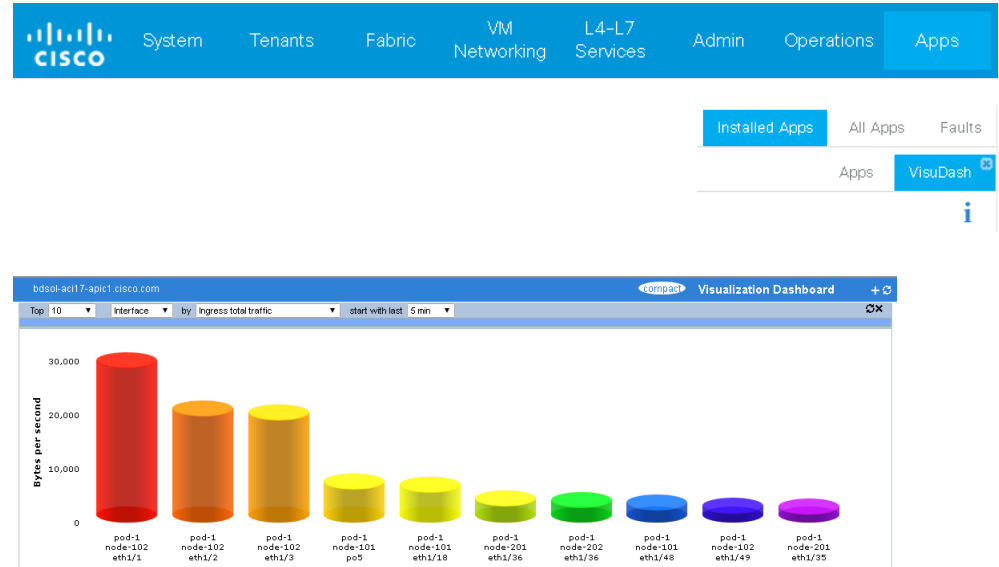 CISCO
System
Tenants
Fabric
VM
Networking
L4-L7
Services
Admin
Operations
Apps
Installed Apps
All Apps
Faults
Apps
VisuDash
i
bdsol-aci17-apic1.cisco.com
compact
Visualization Dashboard
Top 10 Interface by Ingress total traffic start with last 5 min
Bytes per second
30,000
20,000
10,000
0
pod-1
node-102
eth1/1
pod-1
node-102
eth1/2
pod-1
node-102
eth1/3
pod-1
node-101
po5
pod-1
node-101
eth1/18
pod-1
node-201
eth1/36
pod-1
node-202
eth1/36
pod-1
node-101
eth1/48
pod-1
node-102
eth1/49
pod-1
node-201
eth1/35